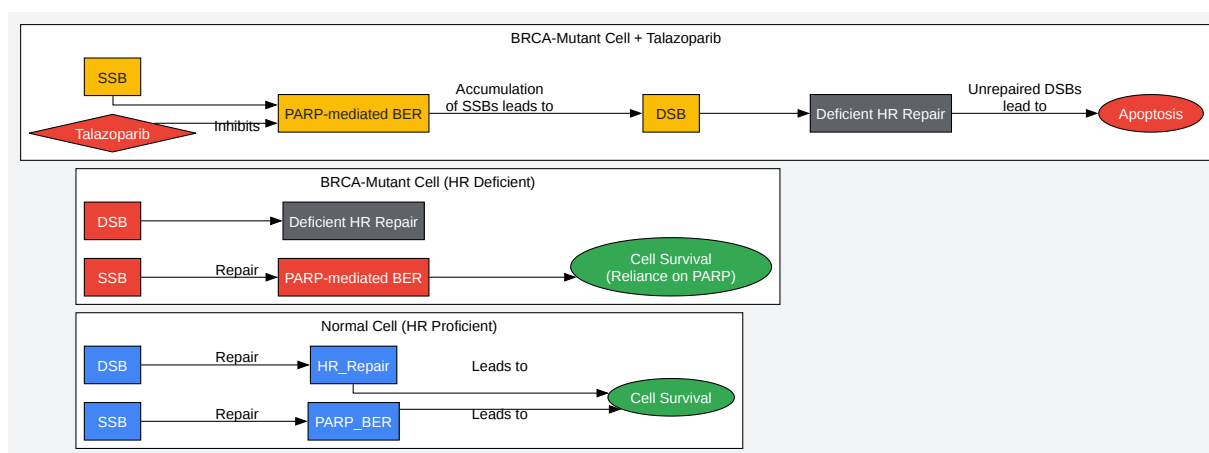 BRCA-Mutant Cell + Talazoparib
SSB
Talazoparib
Inhibits
PARP-mediated BER
Accumulation
of SSBs leads to
DSB
Deficient HR Repair
Unrepaired DSBs
lead to
Apoptosis
BRCA-Mutant Cell (HR Deficient)
DSB
Deficient HR Repair
SSB
Repair
PARP-mediated BER
Cell Survival
(Reliance on PARP)
Normal Cell (HR Proficient)
DSB
Repair
HR_Repair
Leads to
Cell Survival
SSB
Repair
PARP_BER
Leads to